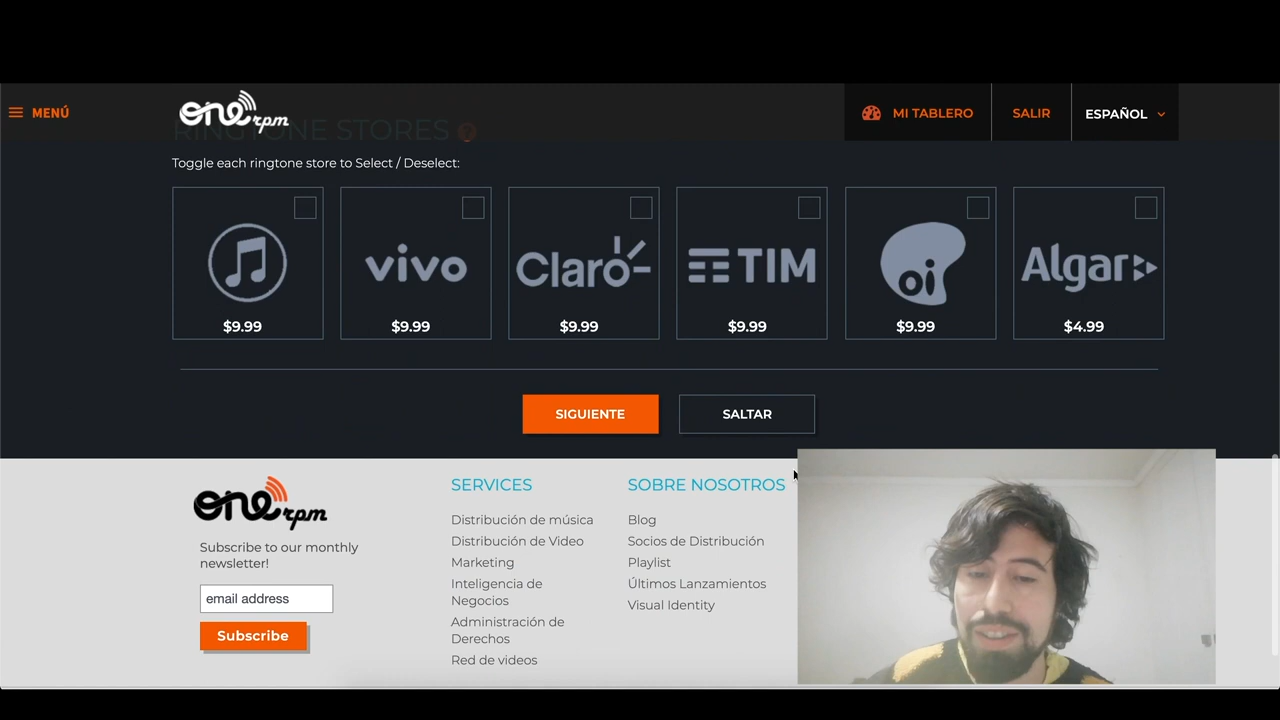 MENÚ
one rpm
MI TABLERO
SALIR
ESPAÑOL
RINGTONE STORES
Toggle each ringtone store to Select / Deselect:
vivo
Claro
TIM
oi
Algar
$9.99
$9.99
$9.99
$9.99
$9.99
$4.99
SIGUIENTE
SALTAR
one rpm
Subscribe to our monthly
newsletter!
email address
Subscribe
SERVICES
Distribución de música
Distribución de Video
Marketing
Inteligencia de
Negocios
Administración de
Derechos
Red de videos
SOBRE NOSOTROS
Blog
Socios de Distribución
Playlist
Últimos Lanzamientos
Visual Identity